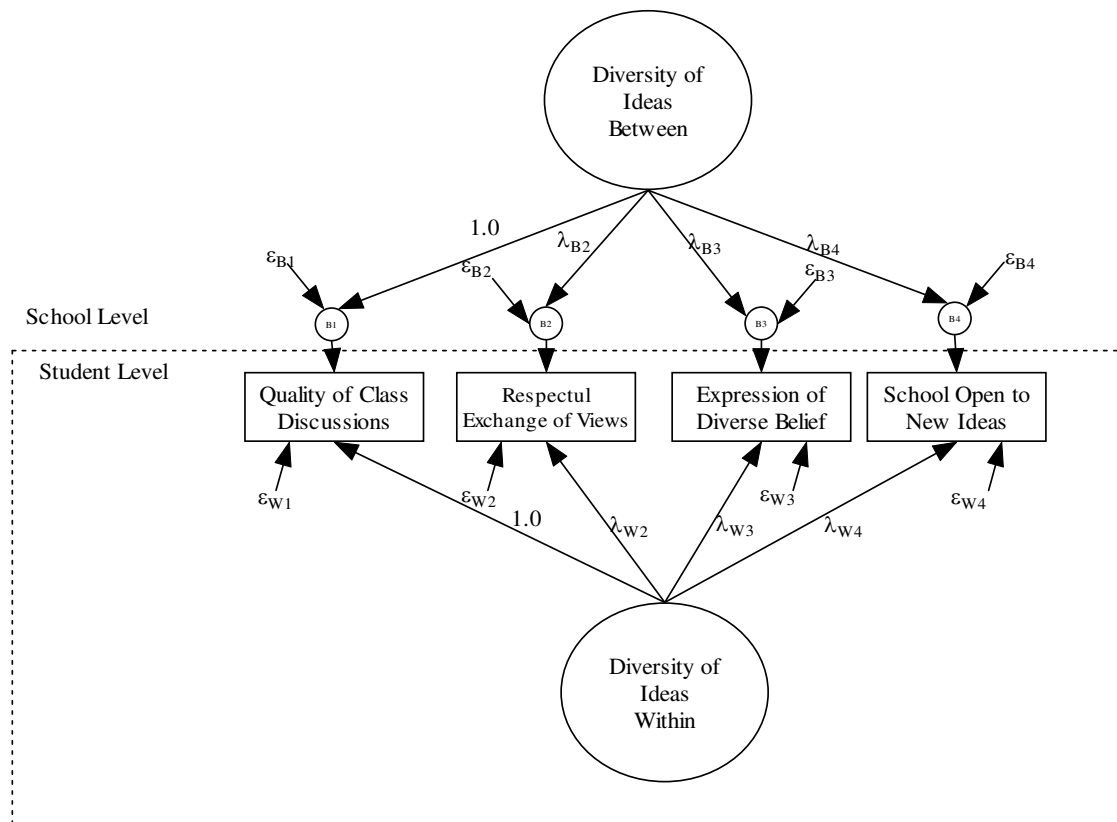 Diversity of
Ideas
Between
1.0
λB2
λB3
λB4
εB1
εB2
εB3
εB4
School Level
B1
B2
B3
B4
Student Level
Quality of Class
Discussions
Respectul
Exchange of Views
Expression of
Diverse Belief
School Open to
New Ideas
εW1
εW2
εW3
εW4
1.0
λW2
λW3
λW4
Diversity of
Ideas
Within